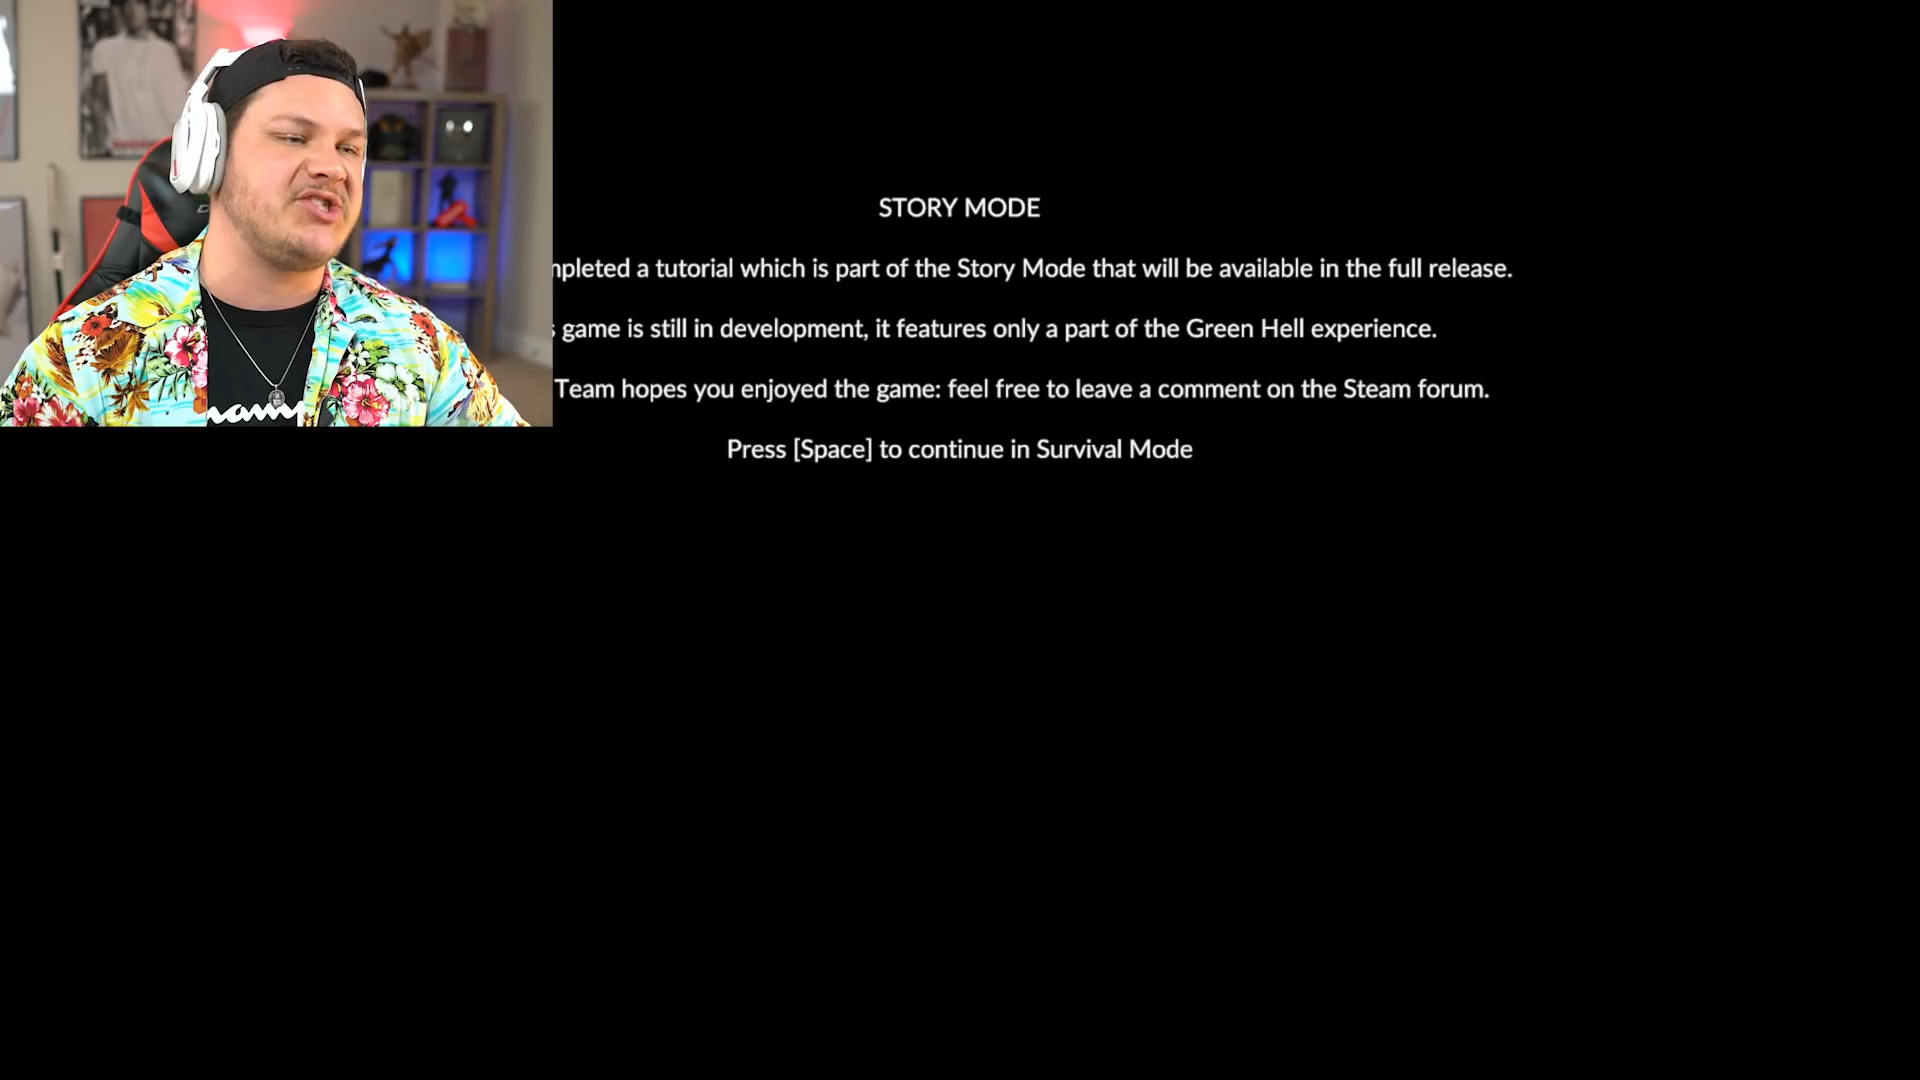 STORY MODE
a tutorial which is part of the Story Mode that will be available in the full release.
game is still in development, it features only a part of the Green Hell experience.
Team hopes you enjoyed the game: feel free to leave a comment on the Steam forum.
Press [Space] to continue in Survival Mode